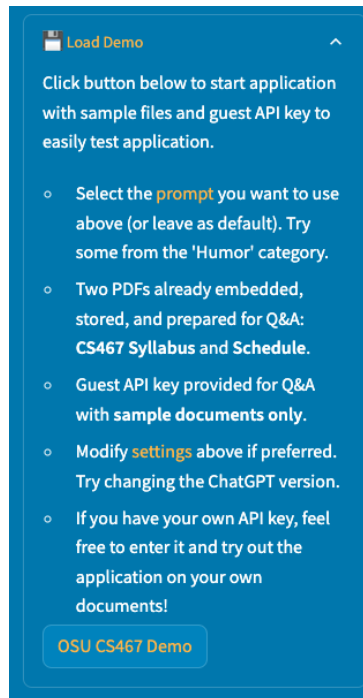 💾 Load Demo
Click button below to start application
with sample files and guest API key to
easily test application.
Select the prompt you want to use
above (or leave as default). Try
some from the 'Humor' category.
Two PDFs already embedded,
stored, and prepared for Q&A:
CS467 Syllabus and Schedule.
Guest API key provided for Q&A
with sample documents only.
Modify settings above if preferred.
Try changing the ChatGPT version.
If you have your own API key, feel
free to enter it and try out the
application on your own
documents!
OSU CS467 Demo